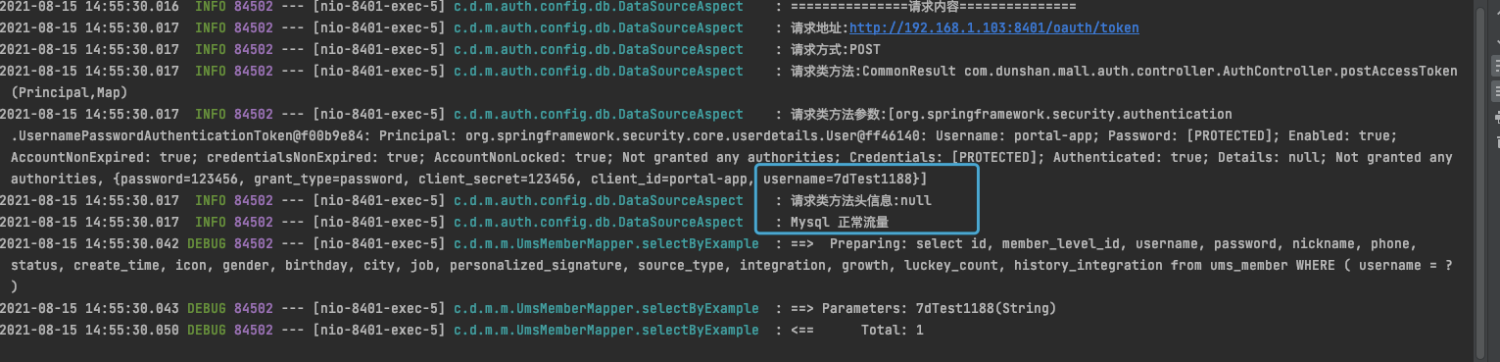 2021-08-15 14:55:30.016  INFO 84502 --- [nio-8401-exec-5] c.d.m.auth.config.db.DataSourceAspect    : ===============请求内容===============
2021-08-15 14:55:30.017  INFO 84502 --- [nio-8401-exec-5] c.d.m.auth.config.db.DataSourceAspect    : 请求地址:http://192.168.1.103:8401/oauth/token
2021-08-15 14:55:30.017  INFO 84502 --- [nio-8401-exec-5] c.d.m.auth.config.db.DataSourceAspect    : 请求方式:POST
2021-08-15 14:55:30.017  INFO 84502 --- [nio-8401-exec-5] c.d.m.auth.config.db.DataSourceAspect    : 请求类方法:CommonResult com.dunshan.mall.auth.controller.AuthController.postAccessToken
(Principal,Map)
2021-08-15 14:55:30.017  INFO 84502 --- [nio-8401-exec-5] c.d.m.auth.config.db.DataSourceAspect    : 请求类方法参数:[org.springframework.security.authentication
.UsernamePasswordAuthenticationToken@f00b9e84: Principal: org.springframework.security.core.userdetails.User@ff46140: Username: portal-app; Password: [PROTECTED]; Enabled: true;
AccountNonExpired: true; credentialsNonExpired: true; AccountNonLocked: true; Not granted any authorities; Credentials: [PROTECTED]; Authenticated: true; Details: null; Not granted any
authorities, {password=123456, grant_type=password, client_secret=123456, client_id=portal-app, username=7dTest1188}]
2021-08-15 14:55:30.017  INFO 84502 --- [nio-8401-exec-5] c.d.m.auth.config.db.DataSourceAspect    : 请求类方法头信息:null
2021-08-15 14:55:30.017  INFO 84502 --- [nio-8401-exec-5] c.d.m.auth.config.db.DataSourceAspect    : Mysql 正常流量
2021-08-15 14:55:30.042 DEBUG 84502 --- [nio-8401-exec-5] c.d.m.m.UmsMemberMapper.selectByExample  : ==>  Preparing: select id, member_level_id, username, password, nickname, phone,
status, create_time, icon, gender, birthday, city, job, personalized_signature, source_type, integration, growth, luckey_count, history_integration from ums_member WHERE ( username = ?
)
2021-08-15 14:55:30.043 DEBUG 84502 --- [nio-8401-exec-5] c.d.m.m.UmsMemberMapper.selectByExample  : ==> Parameters: 7dTest1188(String)
2021-08-15 14:55:30.050 DEBUG 84502 --- [nio-8401-exec-5] c.d.m.m.UmsMemberMapper.selectByExample  : <==      Total: 1